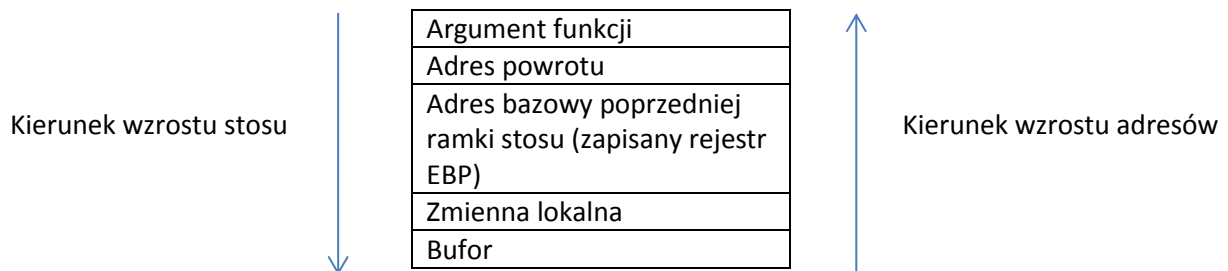 Argument funkcji
Adres powrotu
Adres bazowy poprzedniej
ramki stosu (zapisany rejestr
EBP)
Zmienna lokalna
Bufor
Kierunek wzrostu stosu
Kierunek wzrostu adresów